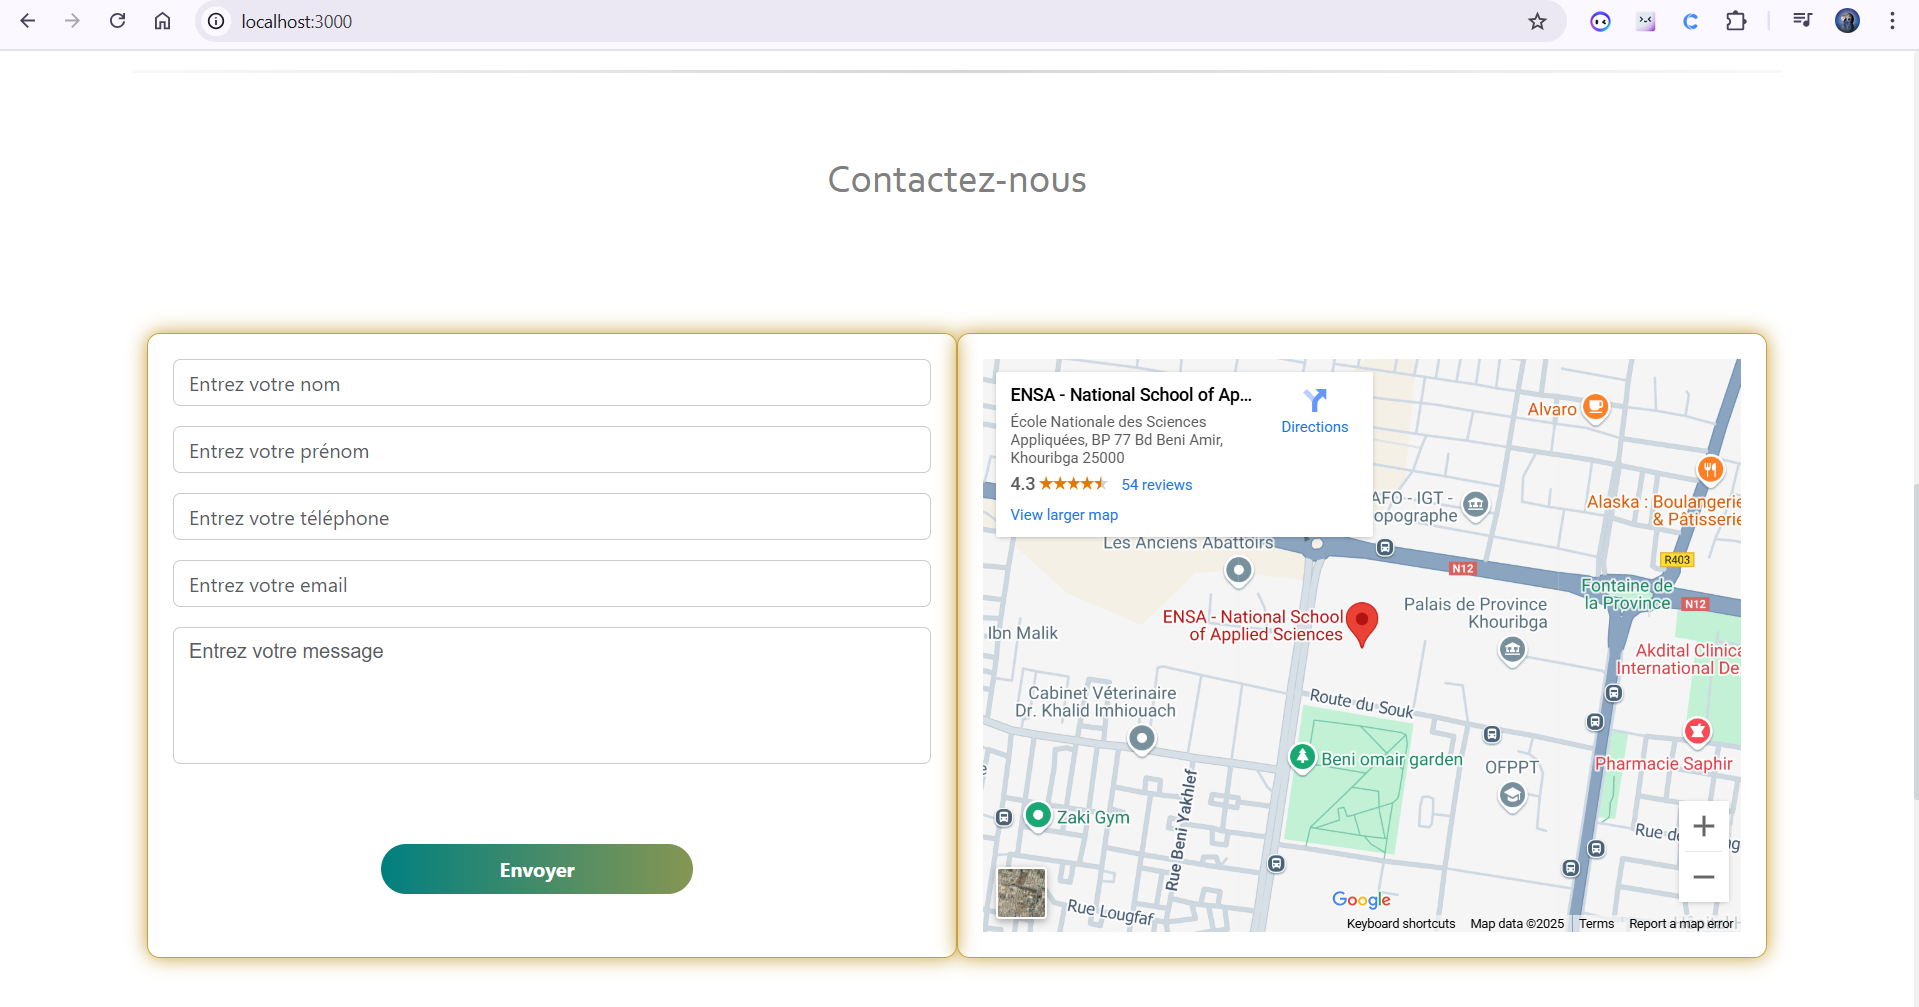 localhost:3000
Contactez-nous
Entrez votre nom
Entrez votre prénom
Entrez votre téléphone
Entrez votre email
Entrez votre message
Envoyer
ENSA - National School of Ap...
École Nationale des Sciences
Appliquées, BP 77 Bd Beni Amir,
Khouribga 25000
Directions
4.3
54 reviews
View larger map
Alvaro
AFO - IGT -
opographe
Alaska : Boulangerie
& Pâtisserie
Les Anciens Abattoirs
R403
N12
Fontaine de
la Province
N12
ENSA - National School
of Applied Sciences
Palais de Province
Khouribga
Ibn Malik
Akdital Clinica
International De
Cabinet Véterinaire
Dr. Khalid Imhiouach
Route du Souk
Beni omair garden
OFPPT
Pharmacie Saphir
Zaki Gym
Rue Beni Yakhlef
Rue Lougfaf
Rue de
Google
Keyboard shortcuts
Map data ©2025
Terms
Report a map error